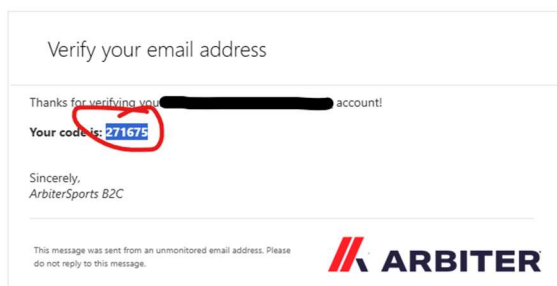 Verify your email address
Thanks for verifying you account!
Your code is: 271675
Sincerely,
ArbiterSports B2C
This message was sent from an unmonitored email address. Please
do not reply to this message.
ARBITER